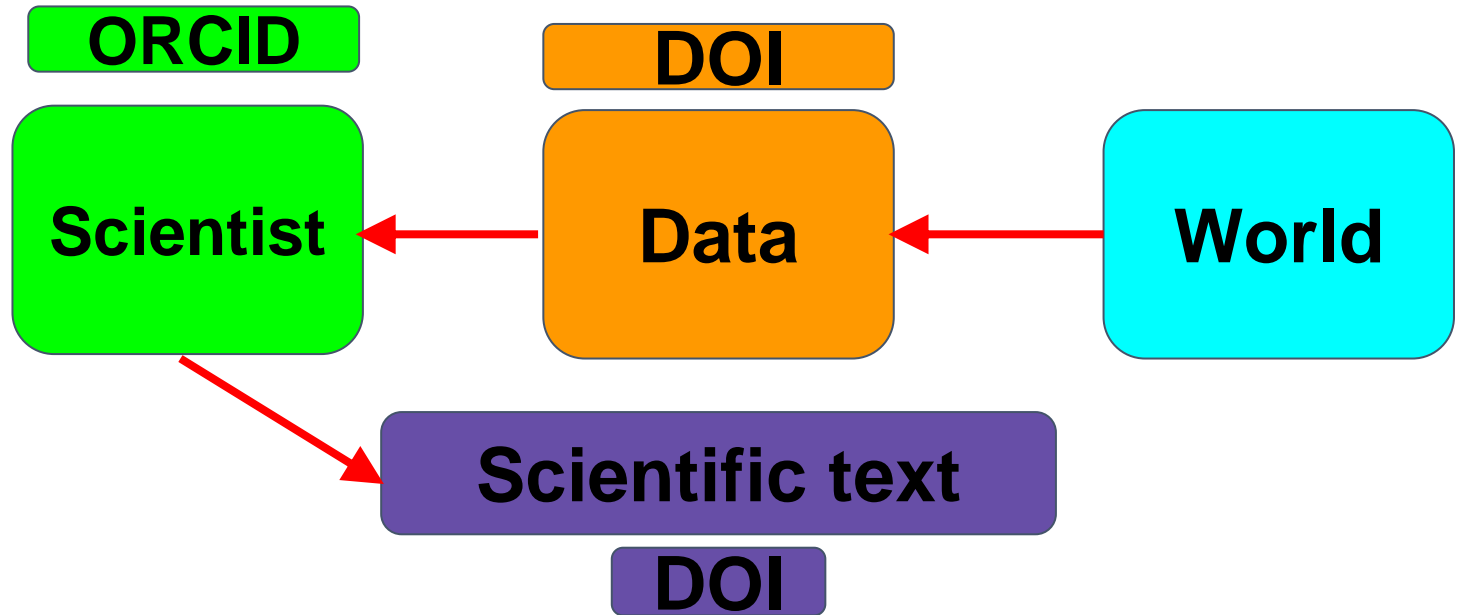 ORCID
DOI
Scientist
Data
World
Scientific text
DOI